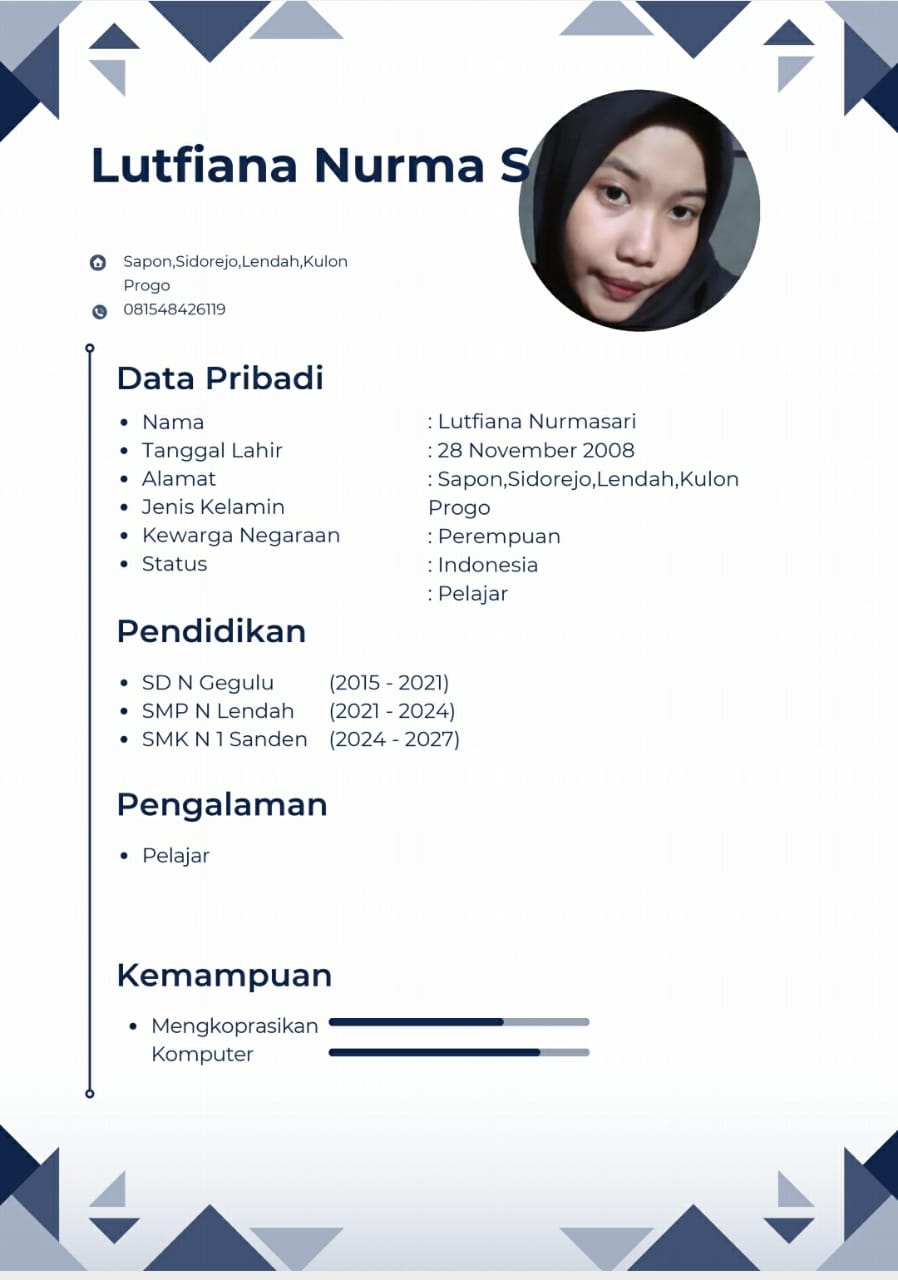 Lutfiana Nurma S
Sapon,Sidorejo,Lendah,Kulon
Progo
081548426119
Data Pribadi
Nama : Lutfiana Nurmasari
Tanggal Lahir : 28 November 2008
Alamat : Sapon,Sidorejo,Lendah,Kulon
Jenis Kelamin Progo
Kewarga Negaraan : Perempuan
Status : Indonesia
: Pelajar
Pendidikan
SD N Gegulu (2015 - 2021)
SMP N Lendah (2021 - 2024)
SMK N 1 Sanden (2024 - 2027)
Pengalaman
Pelajar
Kemampuan
Mengkoprasikan
Komputer